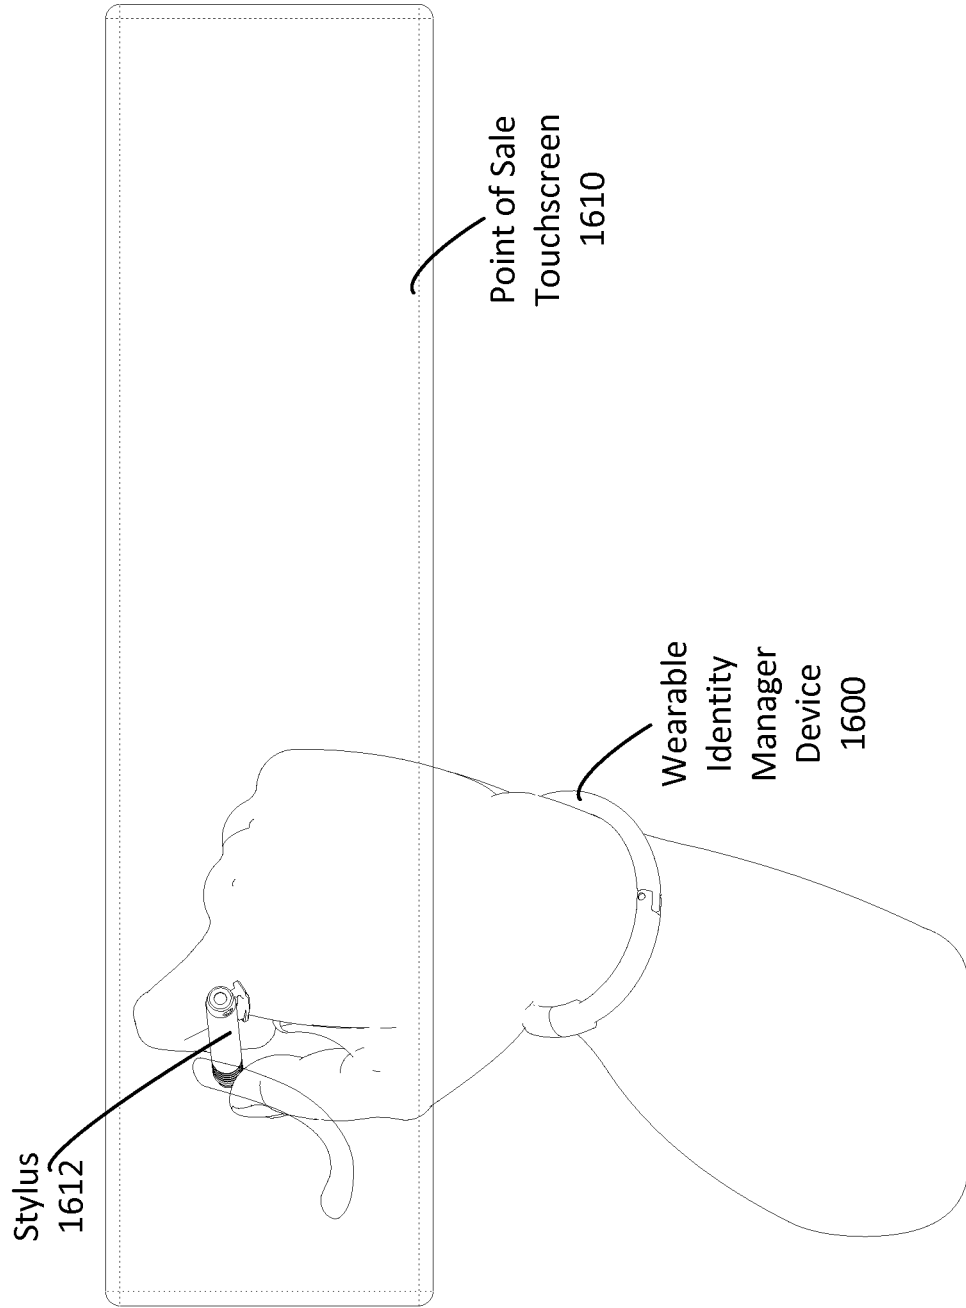 Stylus
1612
Point of Sale
Touchscreen
1610
Wearable
Identity
Manager
Device
1600